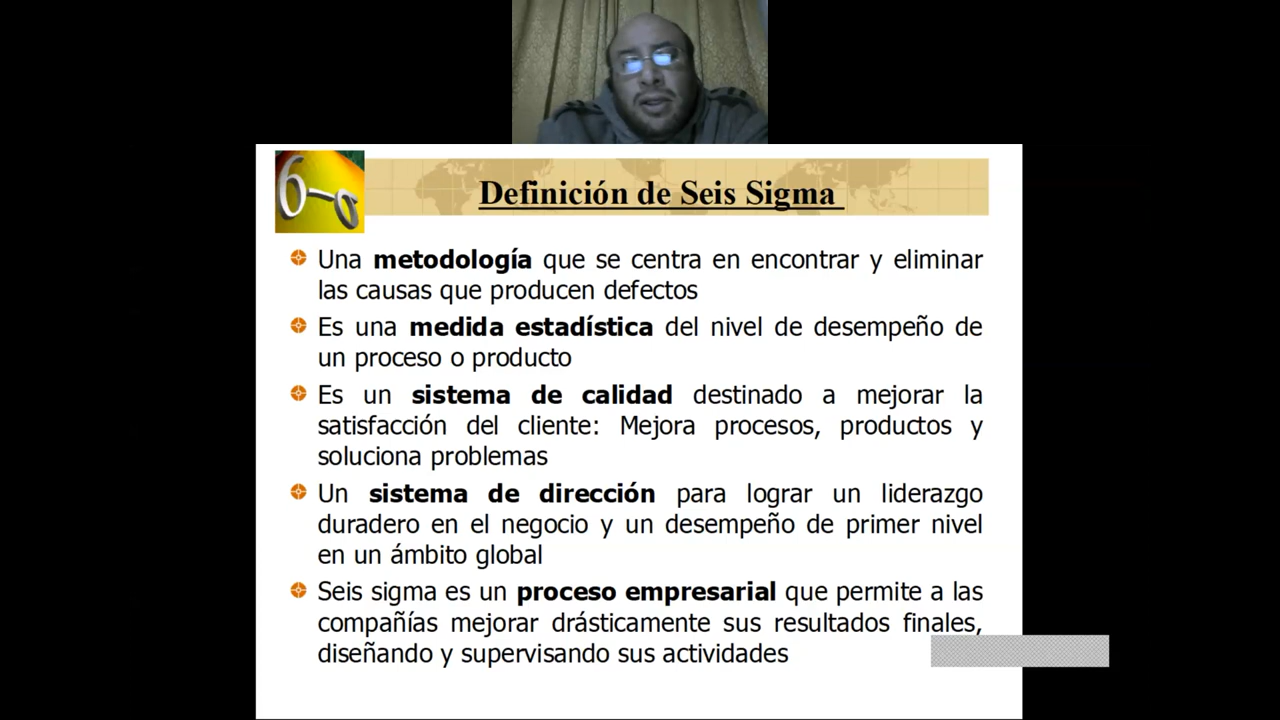 6-σ
Definición de Seis Sigma
Una metodología que se centra en encontrar y eliminar
las causas que producen defectos
Es una medida estadística del nivel de desempeño de
un proceso o producto
Es un sistema de calidad destinado a mejorar la
satisfacción del cliente: Mejora procesos, productos y
soluciona problemas
Un sistema de dirección para lograr un liderazgo
duradero en el negocio y un desempeño de primer nivel
en un ámbito global
Seis sigma es un proceso empresarial que permite a las
compañías mejorar drásticamente sus resultados finales,
diseñando y supervisando sus actividades